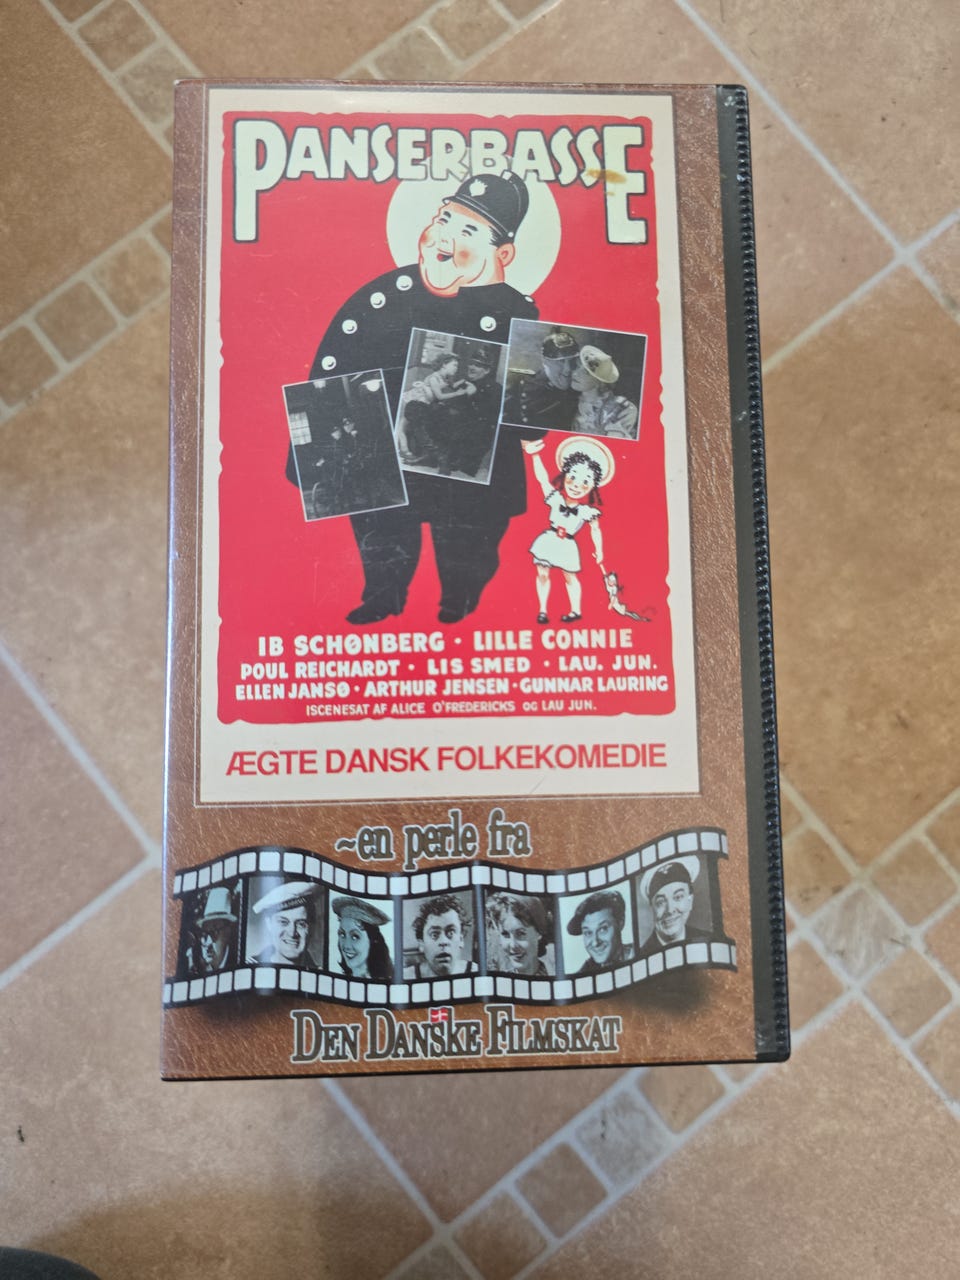 PANSERBASSE
IB SCHØNBERG · LILLE CONNIE
POUL REICHARDT · LIS SMED · LAU. JUN.
ELLEN JANSØ · ARTHUR JENSEN · GUNNAR LAURING
ISCENESAT AF ALICE O'FREDERICKS OG LAU JUN.
ÆGTE DANSK FOLKEKOMEDIE
~en perle fra
DEN DANSKE FILMSKAT